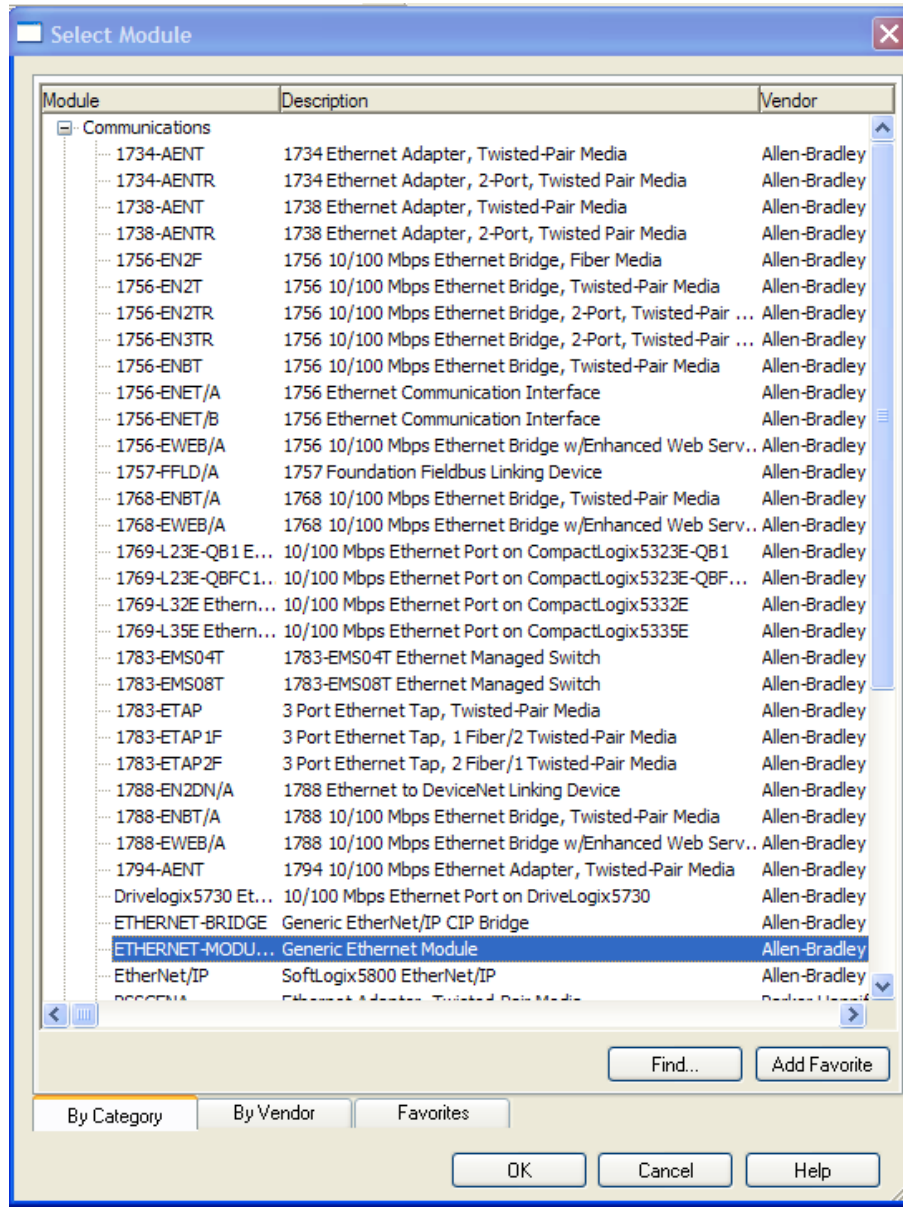 Select Module
Module Description Vendor
Communications
1734-AENT 1734 Ethernet Adapter, Twisted-Pair Media Allen-Bradley
1734-AENTR 1734 Ethernet Adapter, 2-Port, Twisted Pair Media Allen-Bradley
1738-AENT 1738 Ethernet Adapter, Twisted-Pair Media Allen-Bradley
1738-AENTR 1738 Ethernet Adapter, 2-Port, Twisted Pair Media Allen-Bradley
1756-EN2F 1756 10/100 Mbps Ethernet Bridge, Fiber Media Allen-Bradley
1756-EN2T 1756 10/100 Mbps Ethernet Bridge, Twisted-Pair Media Allen-Bradley
1756-EN2TR 1756 10/100 Mbps Ethernet Bridge, 2-Port, Twisted-Pair ... Allen-Bradley
1756-EN3TR 1756 10/100 Mbps Ethernet Bridge, 2-Port, Twisted-Pair ... Allen-Bradley
1756-ENBT 1756 10/100 Mbps Ethernet Bridge, Twisted-Pair Media Allen-Bradley
1756-ENET/A 1756 Ethernet Communication Interface Allen-Bradley
1756-ENET/B 1756 Ethernet Communication Interface Allen-Bradley
1756-EWEB/A 1756 10/100 Mbps Ethernet Bridge w/Enhanced Web Serv.. Allen-Bradley
1757-FFLD/A 1757 Foundation Fieldbus Linking Device Allen-Bradley
1768-ENBT/A 1768 10/100 Mbps Ethernet Bridge, Twisted-Pair Media Allen-Bradley
1768-EWEB/A 1768 10/100 Mbps Ethernet Bridge w/Enhanced Web Serv.. Allen-Bradley
1769-L23E-QB1 E... 10/100 Mbps Ethernet Port on CompactLogix5323E-QB1 Allen-Bradley
1769-L23E-QBFC1... 10/100 Mbps Ethernet Port on CompactLogix5323E-QBF... Allen-Bradley
1769-L32E Ethern... 10/100 Mbps Ethernet Port on CompactLogix5332E Allen-Bradley
1769-L35E Ethern... 10/100 Mbps Ethernet Port on CompactLogix5335E Allen-Bradley
1783-EMS04T 1783-EMS04T Ethernet Managed Switch Allen-Bradley
1783-EMS08T 1783-EMS08T Ethernet Managed Switch Allen-Bradley
1783-ETAP 3 Port Ethernet Tap, Twisted-Pair Media Allen-Bradley
1783-ETAP1F 3 Port Ethernet Tap, 1 Fiber/2 Twisted-Pair Media Allen-Bradley
1783-ETAP2F 3 Port Ethernet Tap, 2 Fiber/1 Twisted-Pair Media Allen-Bradley
1788-EN2DN/A 1788 Ethernet to DeviceNet Linking Device Allen-Bradley
1788-ENBT/A 1788 10/100 Mbps Ethernet Bridge, Twisted-Pair Media Allen-Bradley
1788-EWEB/A 1788 10/100 Mbps Ethernet Bridge w/Enhanced Web Serv.. Allen-Bradley
1794-AENT 1794 10/100 Mbps Ethernet Adapter, Twisted-Pair Media Allen-Bradley
Drivelogix5730 Et... 10/100 Mbps Ethernet Port on DriveLogix5730 Allen-Bradley
ETHERNET-BRIDGE Generic EtherNet/IP CIP Bridge Allen-Bradley
ETHERNET-MODU... Generic Ethernet Module Allen-Bradley
EtherNet/IP SoftLogix5800 EtherNet/IP Allen-Bradley
Ethernet Adapter, Twisted-Pair Media
Find... Add Favorite
By Category By Vendor Favorites
OK Cancel Help